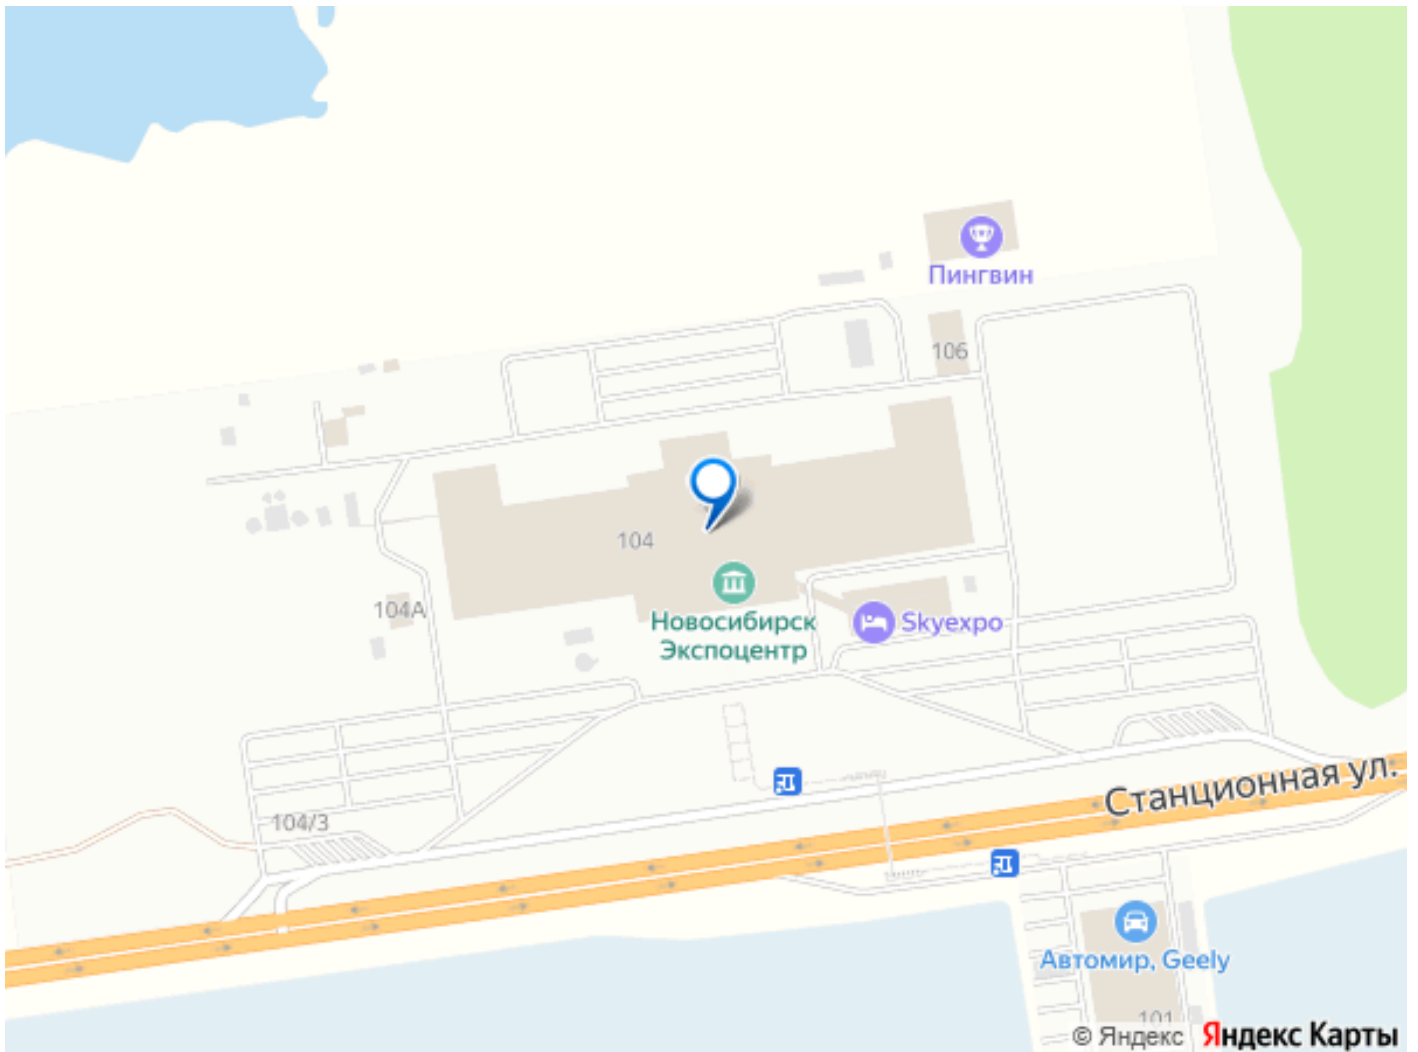 Пингвин
106
104
104А
Новосибирск
Экспоцентр
Skyexpo
Станционная ул.
104/3
Автомир, Geely
101
© Яндекс Яндекс Карты